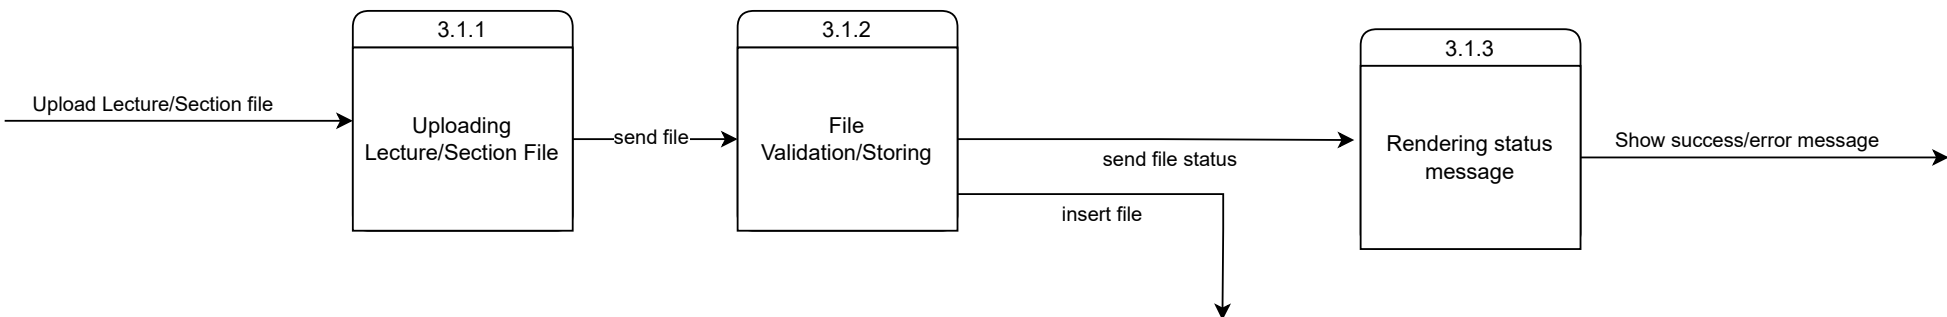 3.1.1
3.1.2
3.1.3
Upload Lecture/Section file
Uploading
Lecture/Section File
send file
File
Validation/Storing
send file status
insert file
Rendering status
message
Show success/error message